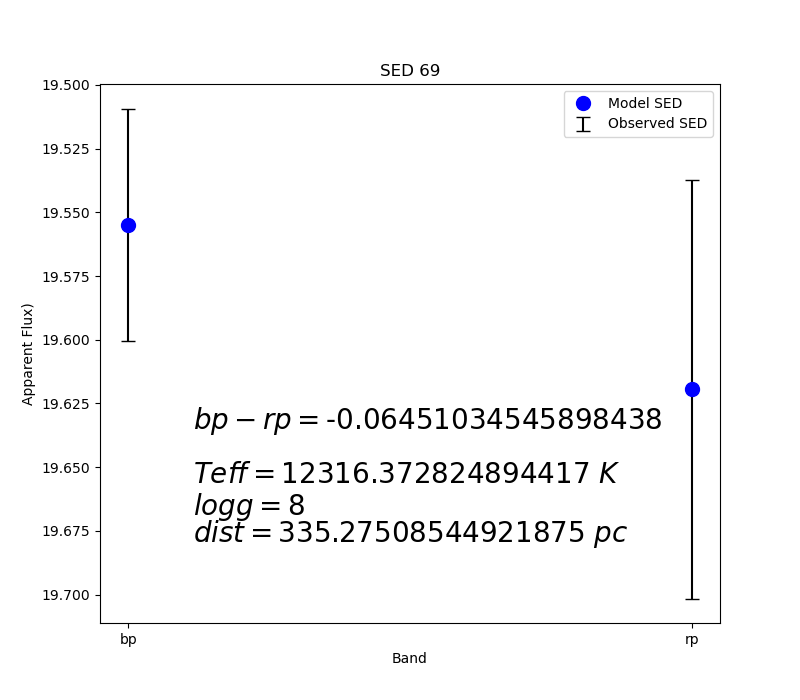 SED 69
Model SED
Observed SED
19.500
19.525
19.550
19.575
19.600
19.625
19.650
19.675
19.700
Apparent Flux)
bp − rp = -0.06451034545898438
Teff = 12316.372824894417 K
logg = 8
dist = 335.27508544921875 pc
bp
rp
Band